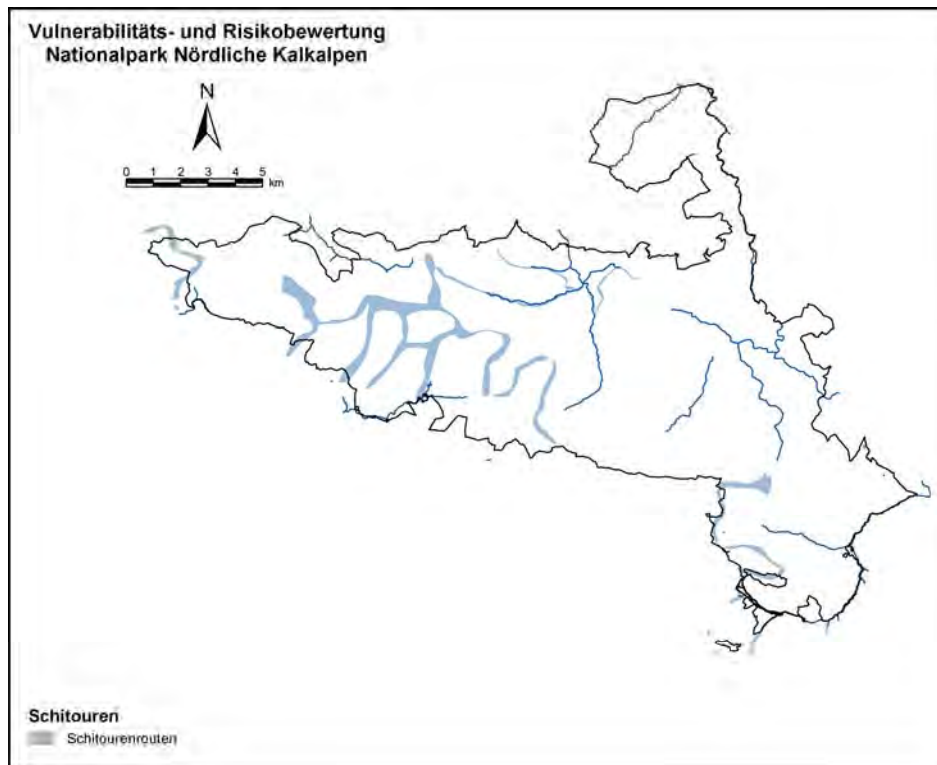 Vulnerabilitäts- und Risikobewertung
Nationalpark Nördliche Kalkalpen
N
0 1 2 3 4 5
km
Schitouren
Schitourenrouten